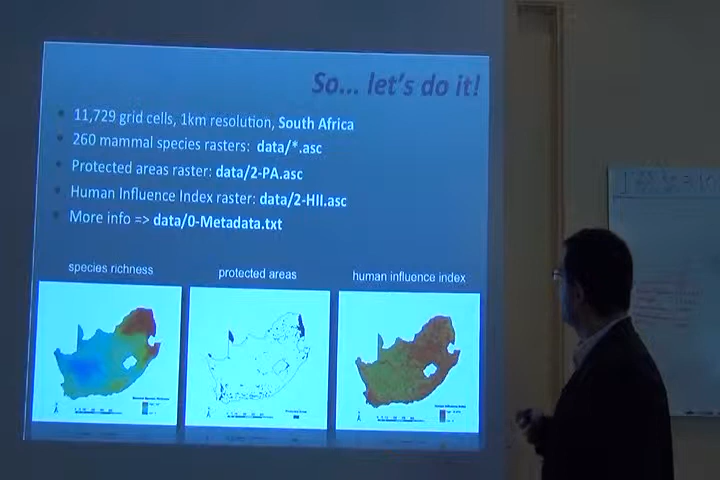 So... let's do it!
11,729 grid cells, 1km resolution, South Africa
260 mammal species rasters: data/*.asc
Protected areas raster: data/2-PA.asc
Human Influence Index raster: data/2-HII.asc
More info => data/0-Metadata.txt
species richness
protected areas
human influence index